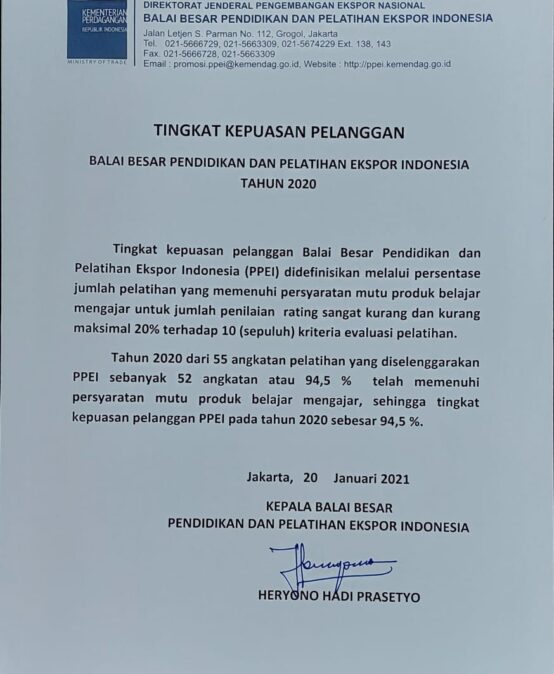 KEMENTERIAN
PERDAGANGAN
REPUBLIK INDONESIA
MINISTRY OF TRADE
DIREKTORAT JENDERAL PENGEMBANGAN EKSPOR NASIONAL
BALAI BESAR PENDIDIKAN DAN PELATIHAN EKSPOR INDONESIA
Jalan Letjen S. Parman No. 112, Grogol, Jakarta
Tel. 021-5666729, 021-5663309, 021-5674229 Ext. 138, 143
Fax. 021-5666728, 021-5663309
Email : promosi.ppei@kemendag.go.id, Website : http://ppei.kemendag.go.id
TINGKAT KEPUASAN PELANGGAN
BALAI BESAR PENDIDIKAN DAN PELATIHAN EKSPOR INDONESIA
TAHUN 2020
Tingkat kepuasan pelanggan Balai Besar Pendidikan dan
Pelatihan Ekspor Indonesia (PPEI) didefinisikan melalui persentase
jumlah pelatihan yang memenuhi persyaratan mutu produk belajar
mengajar untuk jumlah penilaian rating sangat kurang dan kurang
maksimal 20% terhadap 10 (sepuluh) kriteria evaluasi pelatihan.
Tahun 2020 dari 55 angkatan pelatihan yang diselenggarakan
PPEI sebanyak 52 angkatan atau 94,5 % telah memenuhi
persyaratan mutu produk belajar mengajar, sehingga tingkat
kepuasan pelanggan PPEI pada tahun 2020 sebesar 94,5 %.
Jakarta, 20 Januari 2021
KEPALA BALAI BESAR
PENDIDIKAN DAN PELATIHAN EKSPOR INDONESIA
HERYONO HADI PRASETYO